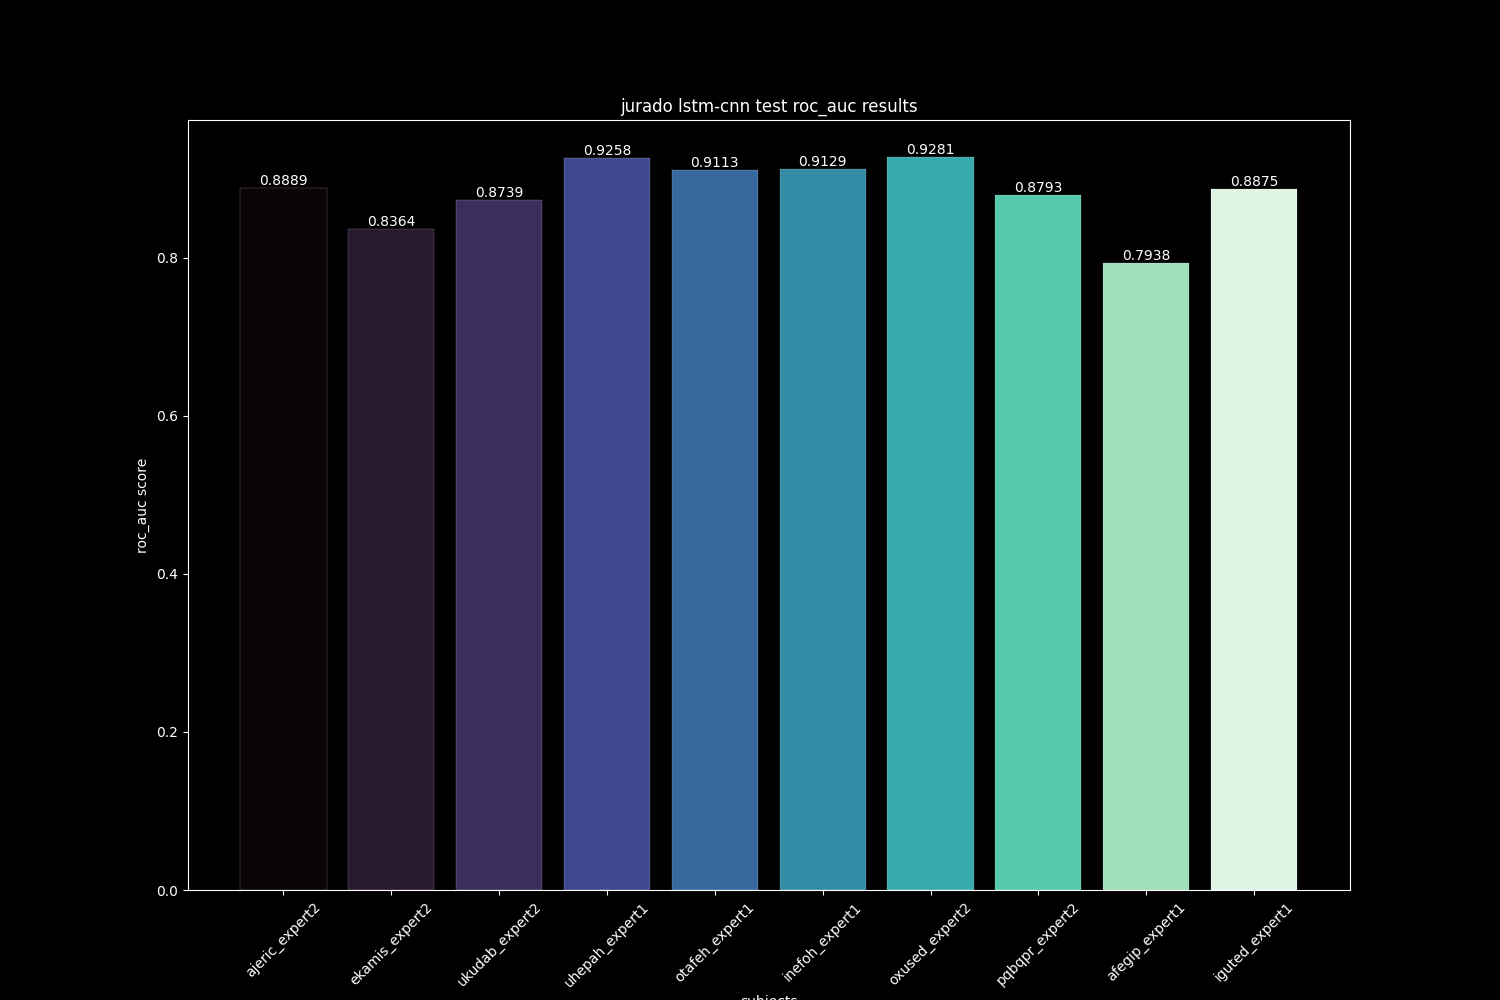 jurado lstm-cnn test roc_auc results
0.8889
0.8364
0.8739
0.9258
0.9113
0.9129
0.9281
0.8793
0.7938
0.8875
0.8
0.6
0.4
0.2
0.0
roc_auc score
ajeric_expert2
ekamis_expert2
ukudab_expert2
uhepah_expert1
otafeh_expert1
inefoh_expert1
oxused_expert2
pqbqpr_expert2
afegip_expert1
iguted_expert1
subjects